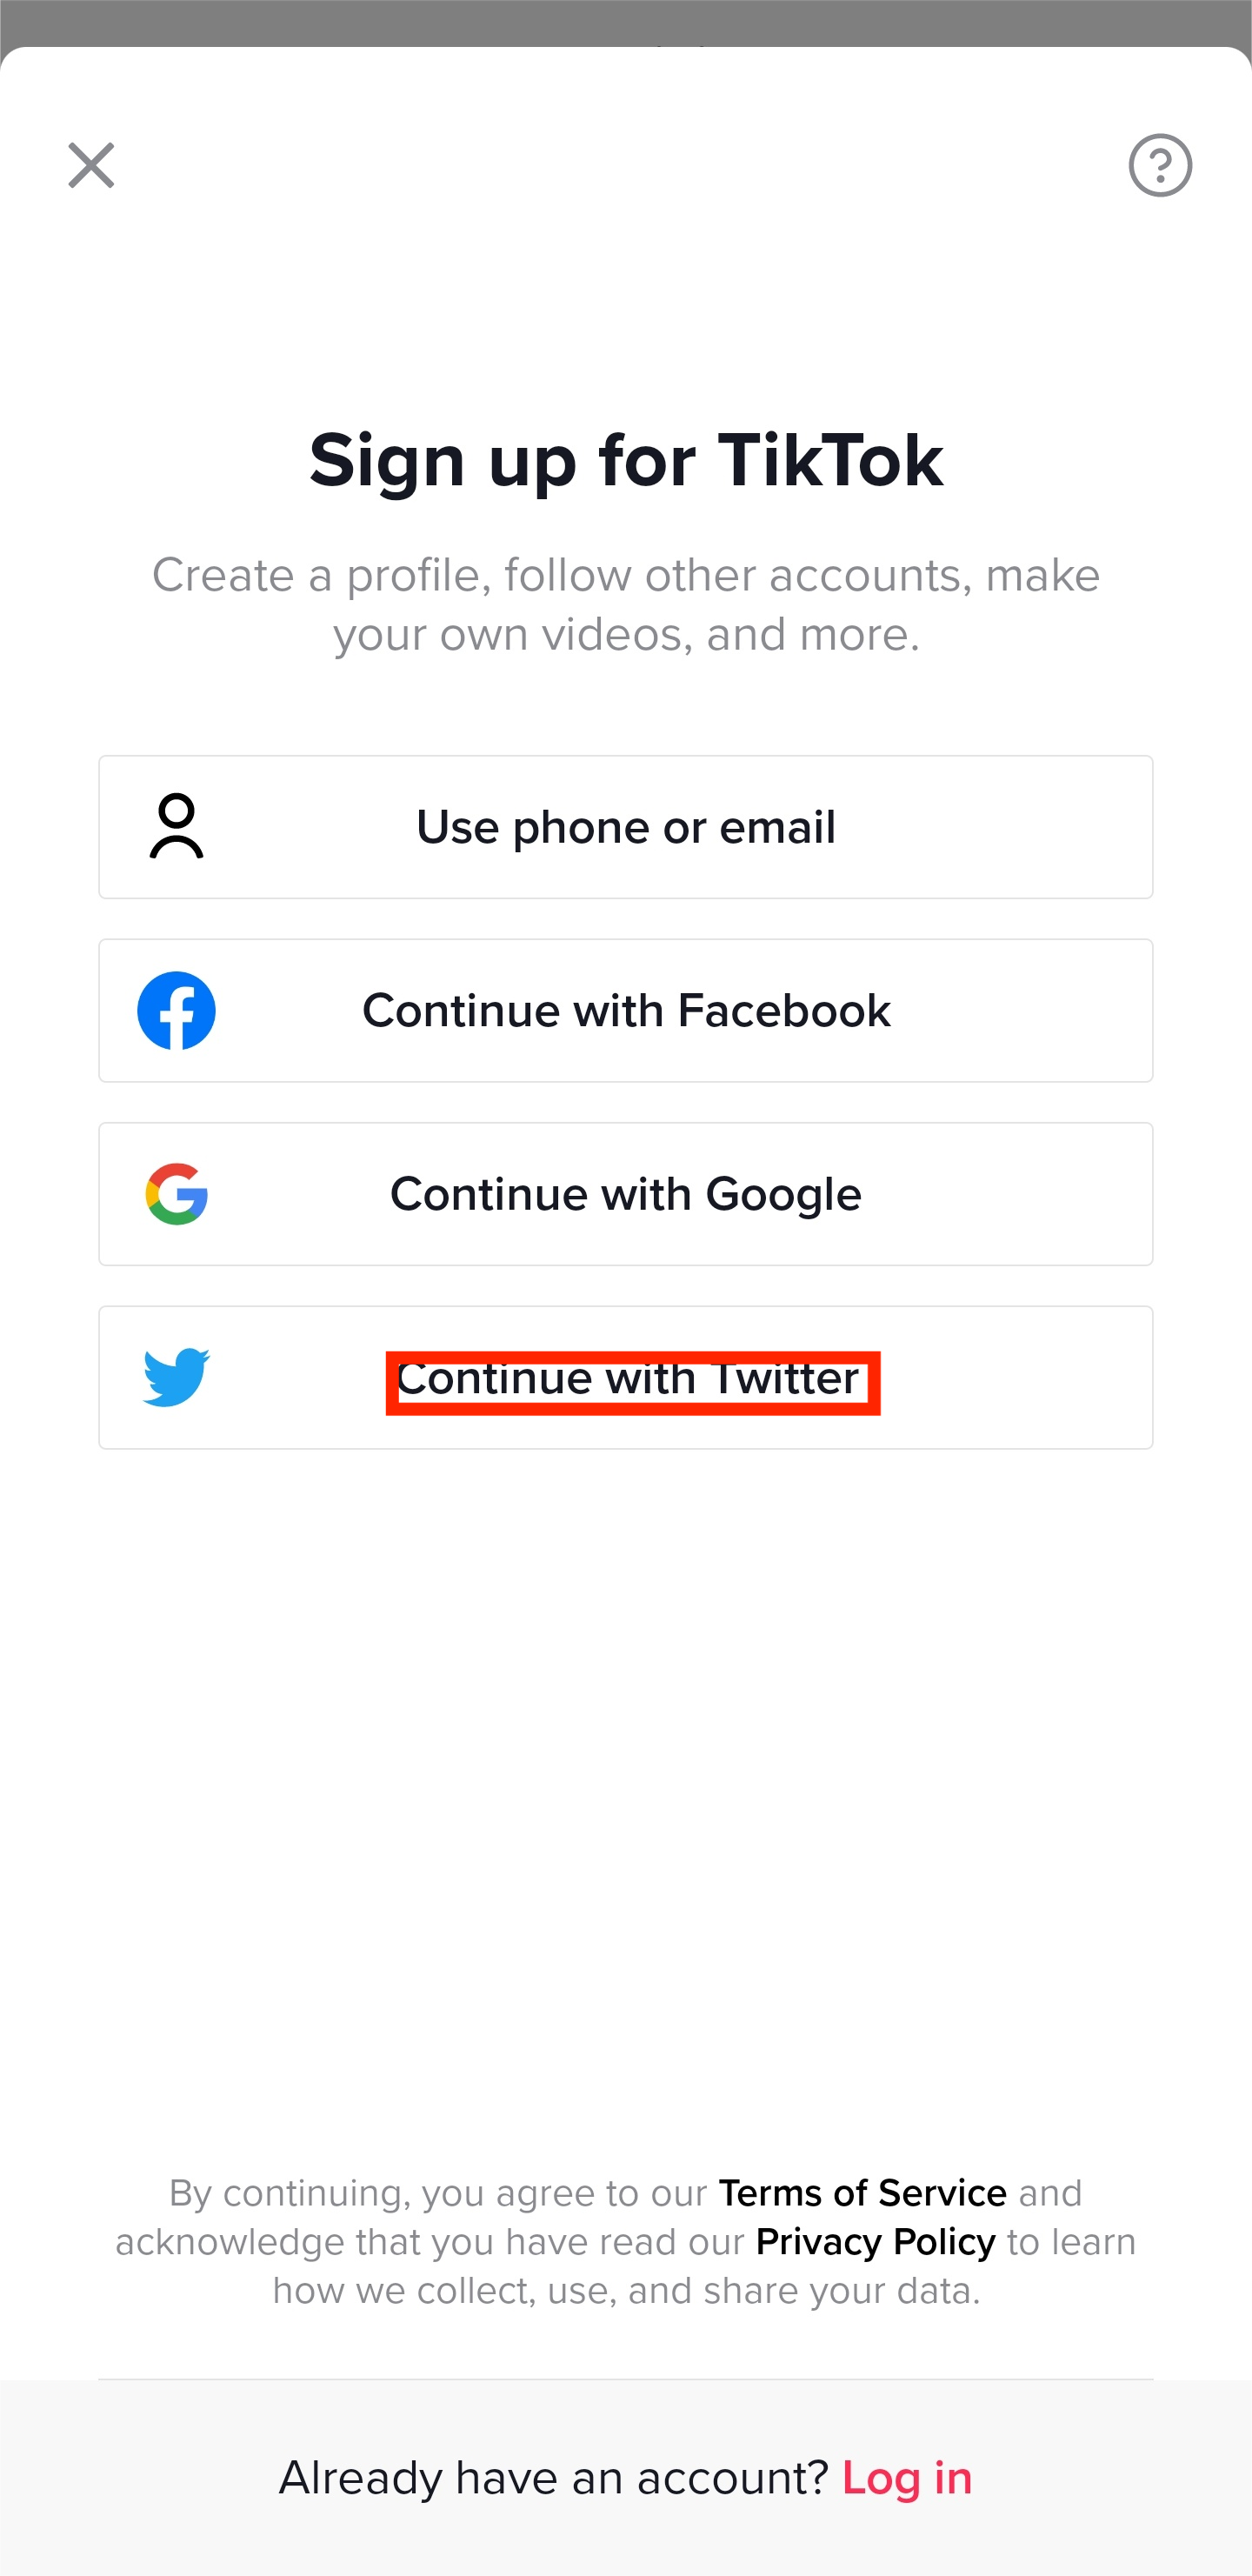 Sign up for TikTok
Create a profile, follow other accounts, make
your own videos, and more.
Use phone or email
Continue with Facebook
Continue with Google
Continue with Twitter
By continuing, you agree to our Terms of Service and
acknowledge that you have read our Privacy Policy to learn
how we collect, use, and share your data.
Already have an account? Log in